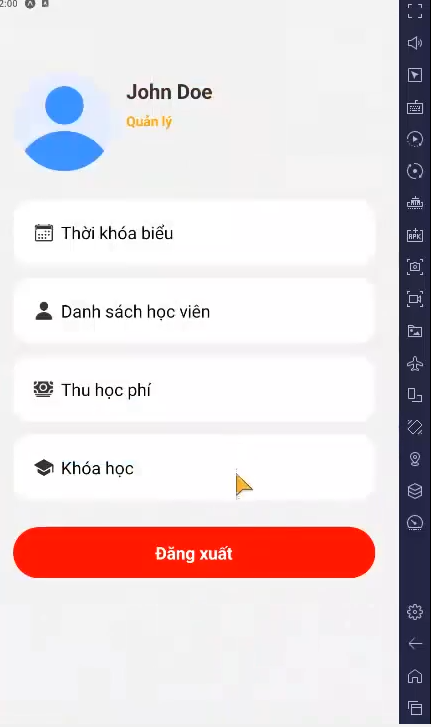 2:00
John Doe
Quản lý
Thời khóa biểu
Danh sách học viên
Thu học phí
Khóa học
Đăng xuất
APK